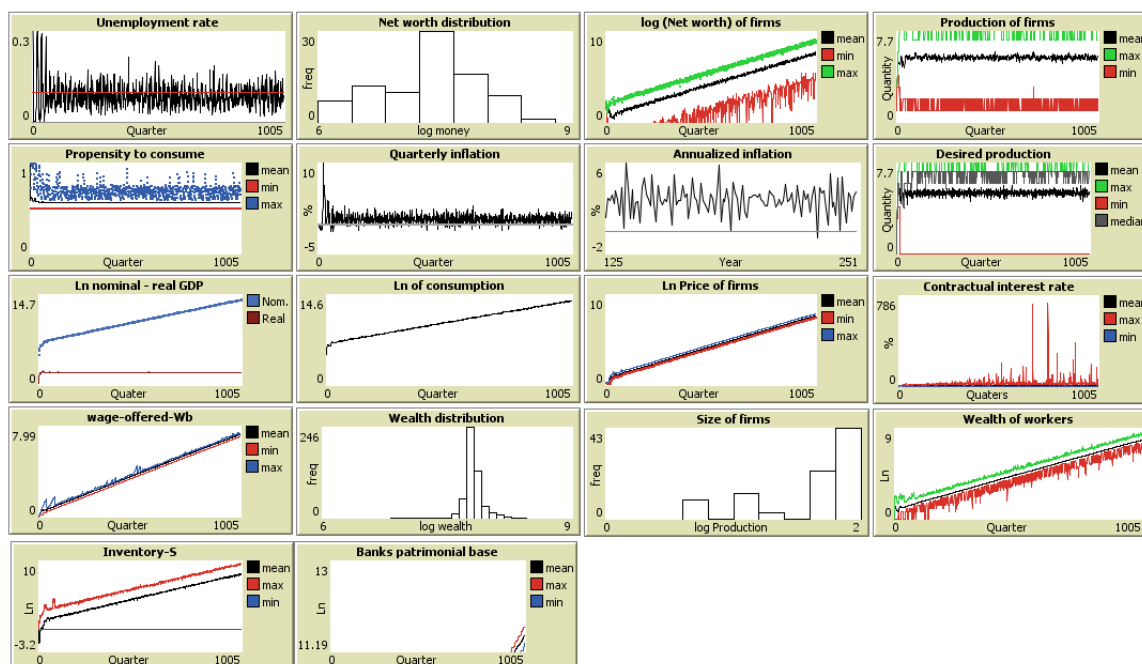 Unemployment rate
0.3
0
0
Quarter
1005
Net worth distribution
30
freq
0
6
log money
9
log (Net worth) of firms
10
0
0
Quarter
1005
mean
min
max
Production of firms
7.7
Quantity
0
0
Quarter
1005
mean
max
min
Propensity to consume
1
0
0
Quarter
1005
mean
min
max
Quarterly inflation
10
%
-5
0
Quarter
1005
Annualized inflation
6
%
-2
125
Year
251
Desired production
7.7
Quantity
0
0
Quarter
1005
mean
max
min
median
Ln nominal - real GDP
14.7
0
0
Quarter
1005
Nom.
Real
Ln of consumption
14.6
0
0
Quarter
1005
Ln Price of firms
10
0
0
Quarter
1005
mean
min
max
Contractual interest rate
786
%
0
0
Quaters
1005
mean
max
min
wage-offered-Wb
7.99
0
0
Quarter
1005
mean
min
max
Wealth distribution
246
freq
0
6
log wealth
9
Size of firms
43
freq
0
0
log Production
2
Wealth of workers
9
Ln
0
0
Quarter
1005
mean
max
min
Inventory-S
10
Ln
-3.2
0
Quarter
1005
mean
max
min
Banks patrimonial base
13
Ln
11.19
0
Quarter
1005
mean
max
min